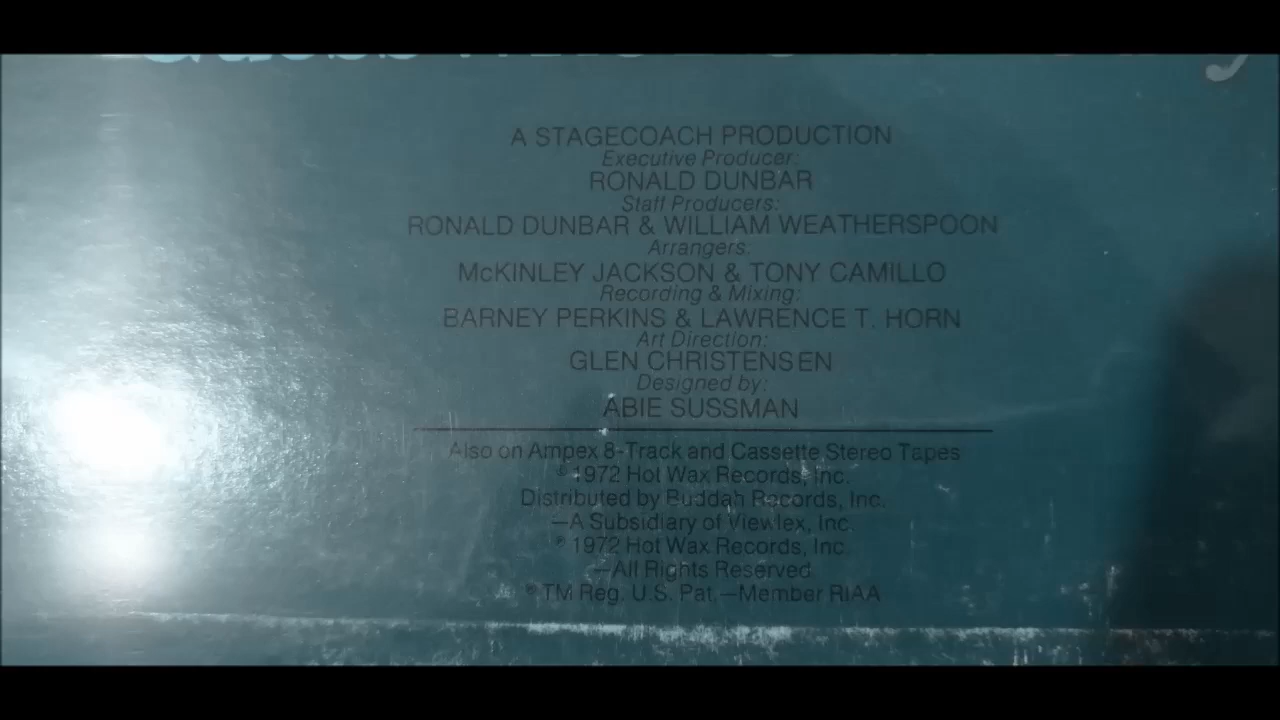 A STAGECOACH PRODUCTION
Executive Producer:
RONALD DUNBAR
Staff Producers:
RONALD DUNBAR & WILLIAM WEATHERSPOON
Arrangers:
McKINLEY JACKSON & TONY CAMILLO
Recording & Mixing:
BARNEY PERKINS & LAWRENCE T. HORN
Art Direction:
GLEN CHRISTENSEN
Designed by:
ABIE SUSSMAN
Also on Ampex 8-Track and Cassette Stereo Tapes
1972 Hot Wax Records, Inc.
Distributed by Buddah Records, Inc.
—A Subsidiary of Viewlex, Inc.
℗ 1972 Hot Wax Records, Inc.
—All Rights Reserved
® TM Reg. U.S. Pat.—Member RIAA